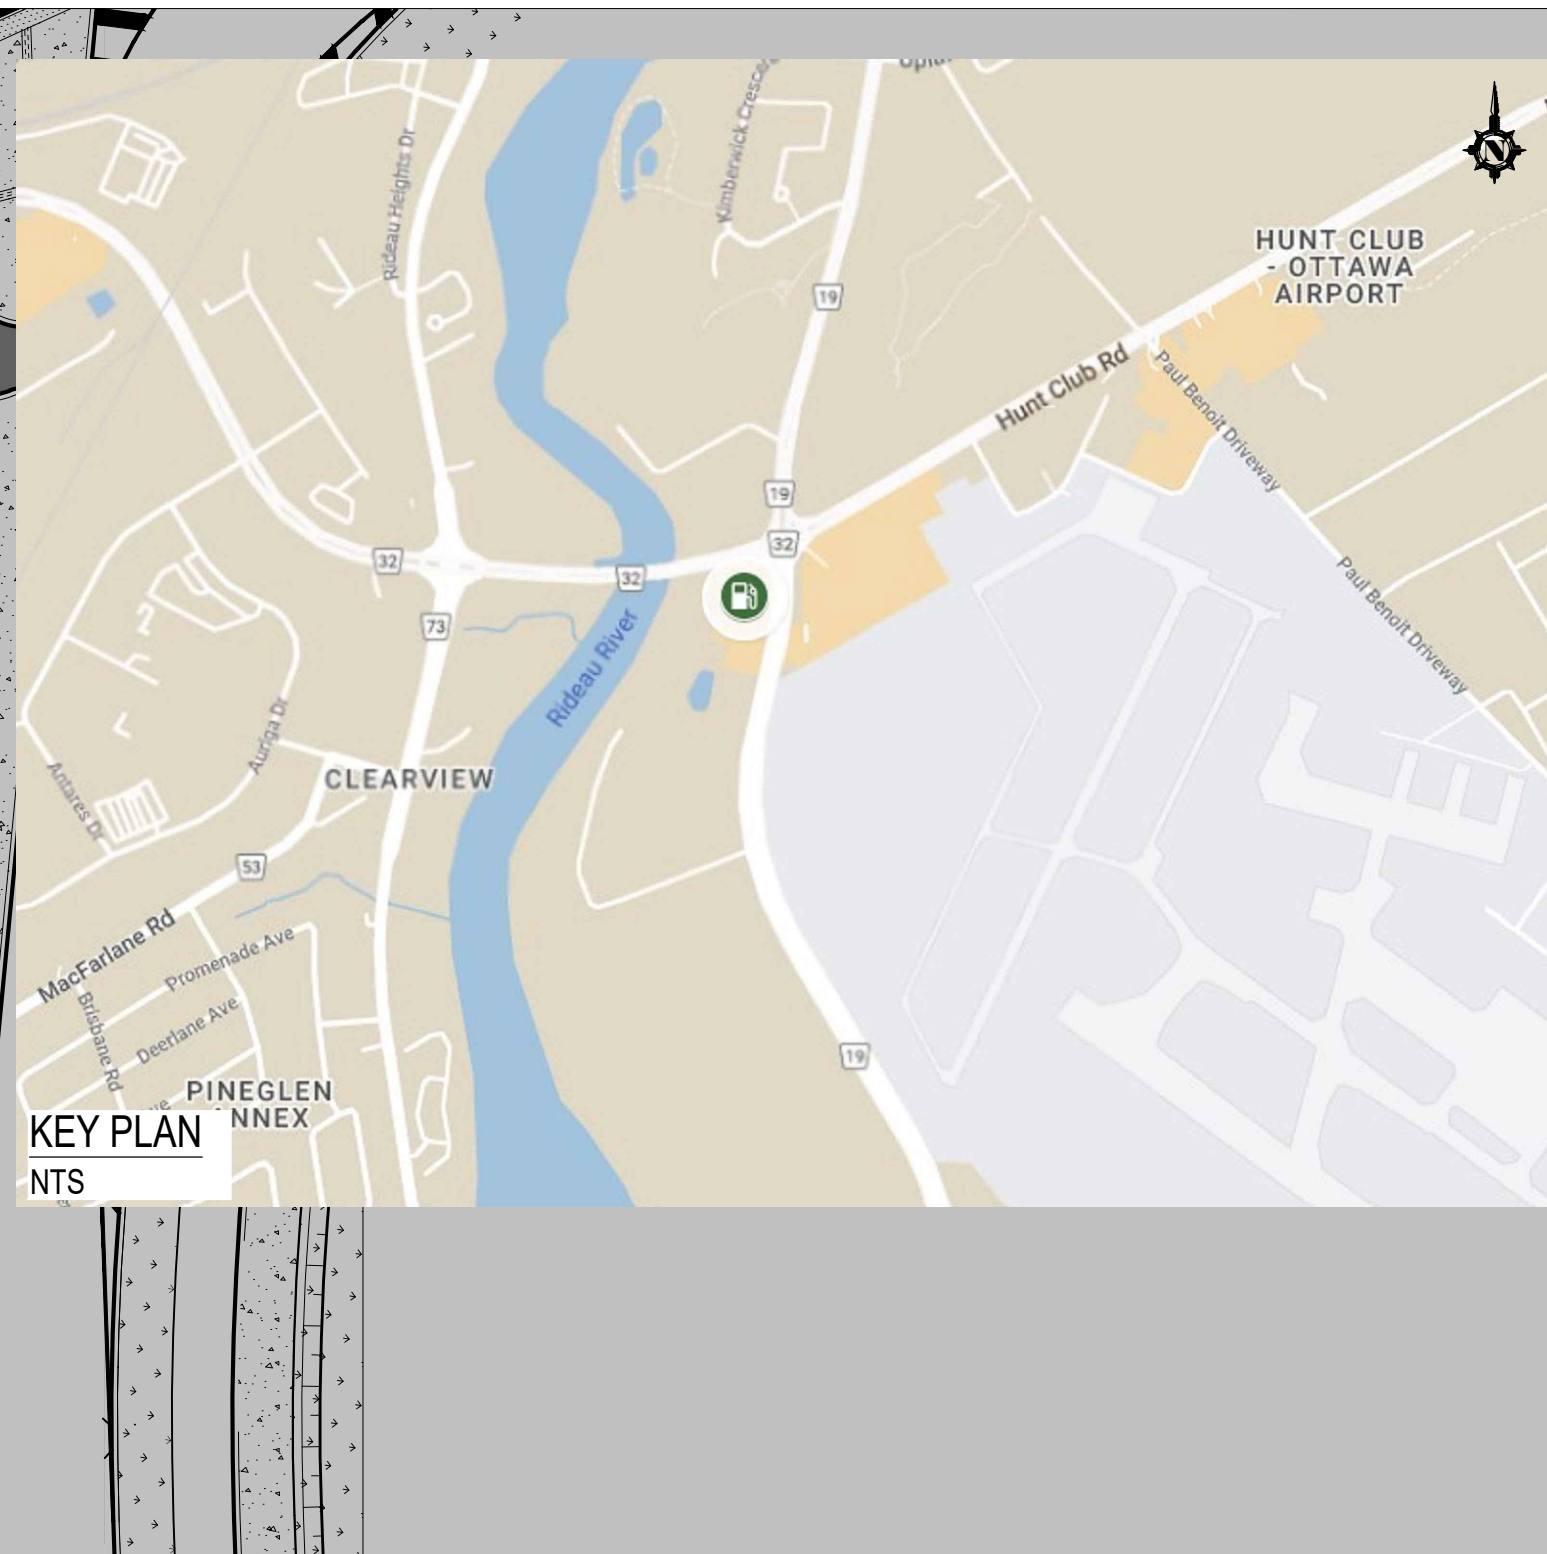 Kimberwick
Rideau Heights Dr
N
HUNT CLUB
- OTTAWA
AIRPORT
19
Hunt Club Rd
Paul Benoit Driveway
19
32
32
32
73
Paul Benoit Driveway
Rideau River
Auriga Dr
CLEARVIEW
Antares Dr
53
MacFarlane Rd
Promenade Ave
Brisbane Rd
Deerlane Ave
19
PINEGLEN
KEY PLAN
NTS